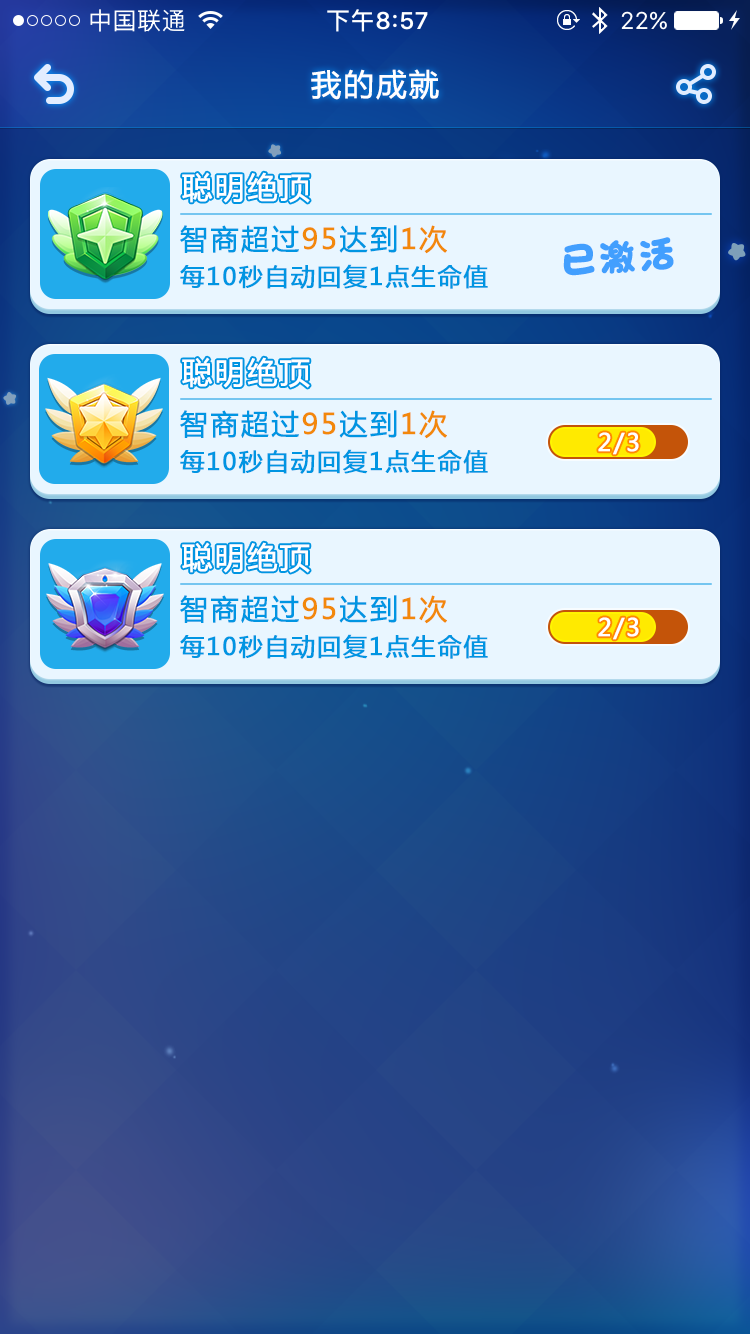 中国联通 下午8:57 22%
我的成就
聪明绝顶
智商超过95达到1次
每10秒自动回复1点生命值
已激活
聪明绝顶
智商超过95达到1次
每10秒自动回复1点生命值
2/3
聪明绝顶
智商超过95达到1次
每10秒自动回复1点生命值
2/3